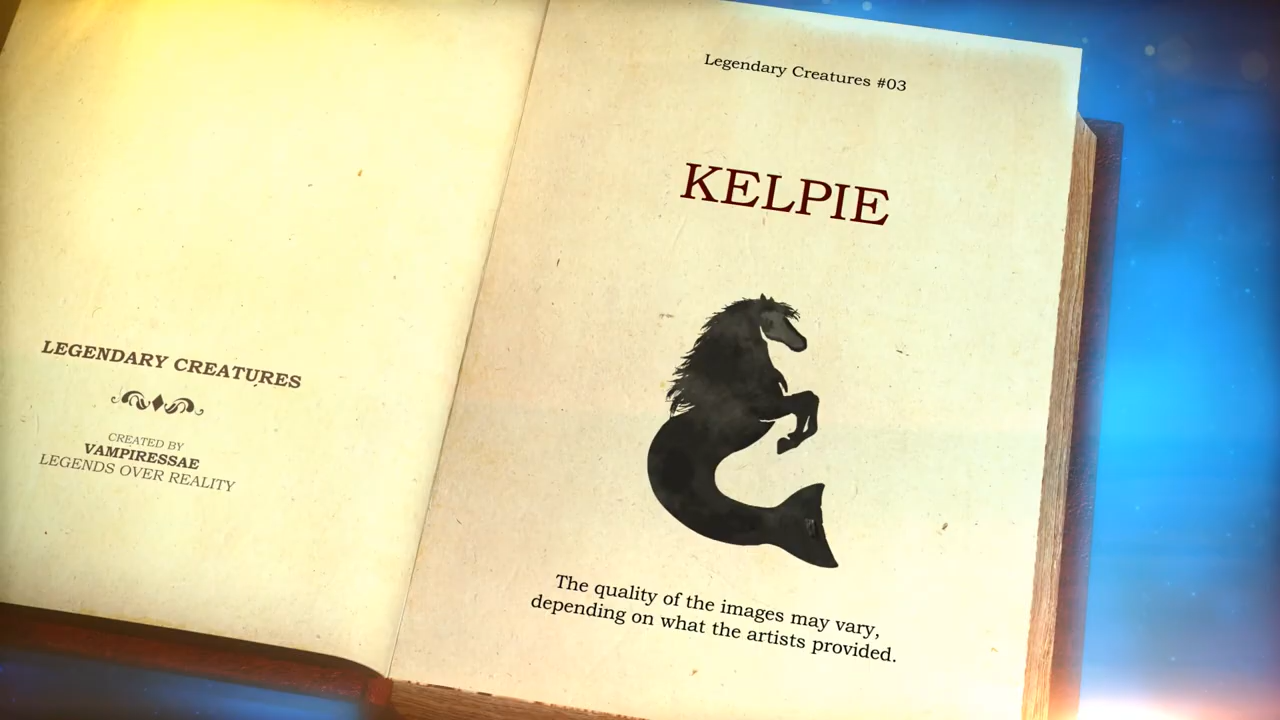 LEGENDARY CREATURES
CREATED BY
VAMPIRESSAE
LEGENDS OVER REALITY
Legendary Creatures #03
KELPIE
The quality of the images may vary,
depending on what the artists provided.